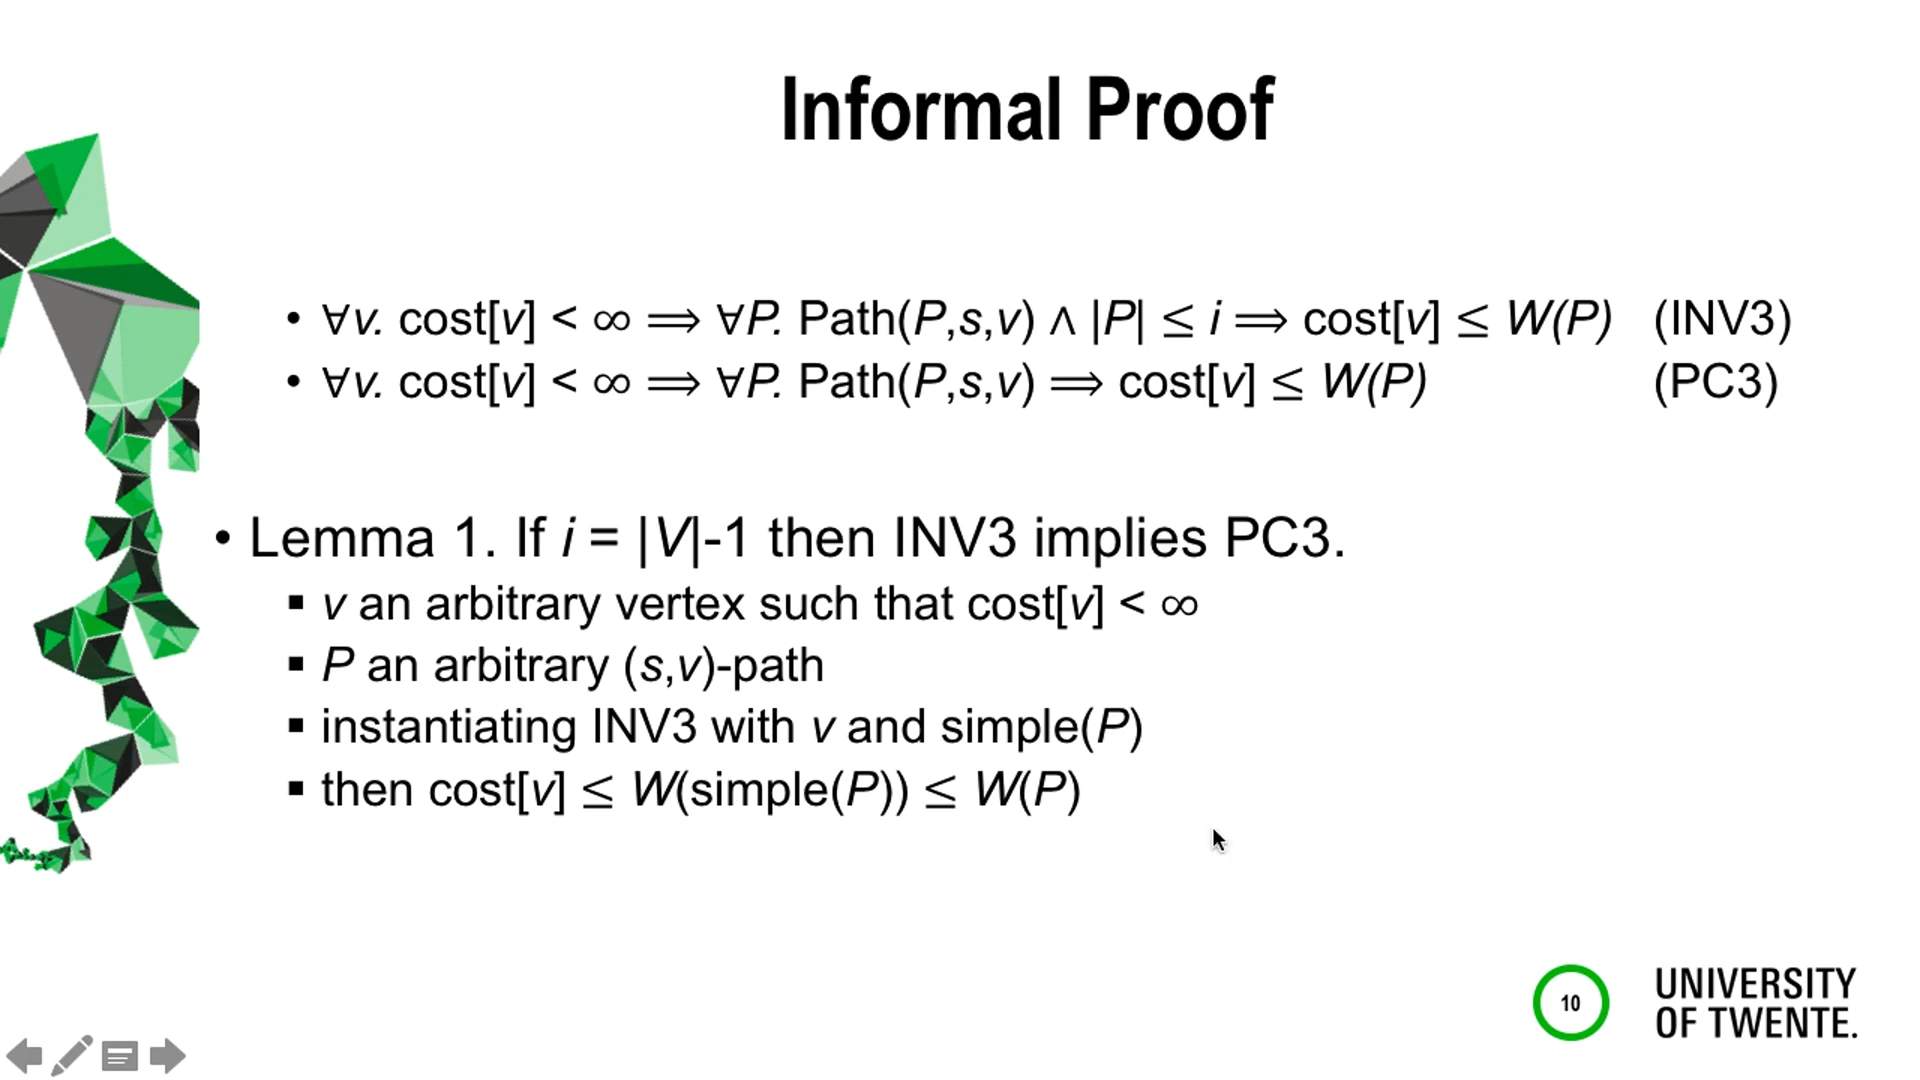 Informal Proof
• ∀v. cost[v] < ∞ ⟹ ∀P. Path(P,s,v) ∧ |P| ≤ i ⟹ cost[v] ≤ W(P) (INV3)
• ∀v. cost[v] < ∞ ⟹ ∀P. Path(P,s,v) ⟹ cost[v] ≤ W(P) (PC3)
• Lemma 1. If i = |V|-1 then INV3 implies PC3.
▪ v an arbitrary vertex such that cost[v] < ∞
▪ P an arbitrary (s,v)-path
▪ instantiating INV3 with v and simple(P)
▪ then cost[v] ≤ W(simple(P)) ≤ W(P)
10
UNIVERSITY
OF TWENTE.